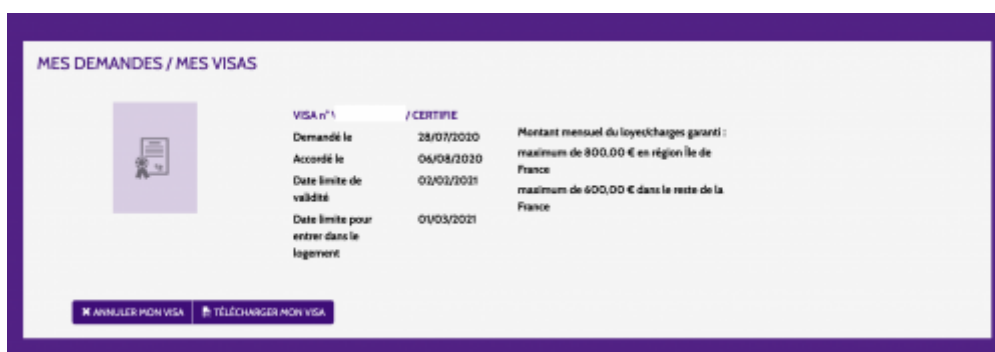 MES DEMANDES / MES VISAS
VISA n° / CERTIFIE
Demandé le 28/07/2020
Accordé le 06/08/2020
Date limite de validité 02/02/2021
Date limite pour entrer dans le logement 01/03/2021
Montant mensuel du loyer/charges garanti :
maximum de 800,00 € en région Île de
France
maximum de 600,00 € dans le reste de la
France
ANNULER MON VISA
TÉLÉCHARGER MON VISA